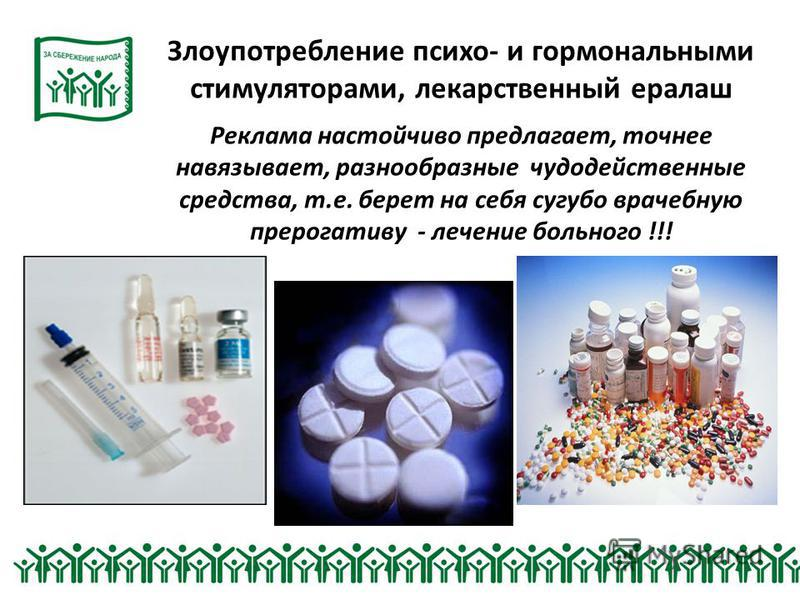 ЗА СБЕРЕЖЕНИЕ НАРОДА
Злоупотребление психо- и гормональными
стимуляторами, лекарственный ералаш
Реклама настойчиво предлагает, точнее
навязывает, разнообразные чудодейственные
средства, т.е. берет на себя сугубо врачебную
прерогативу - лечение больного !!!
MyShared